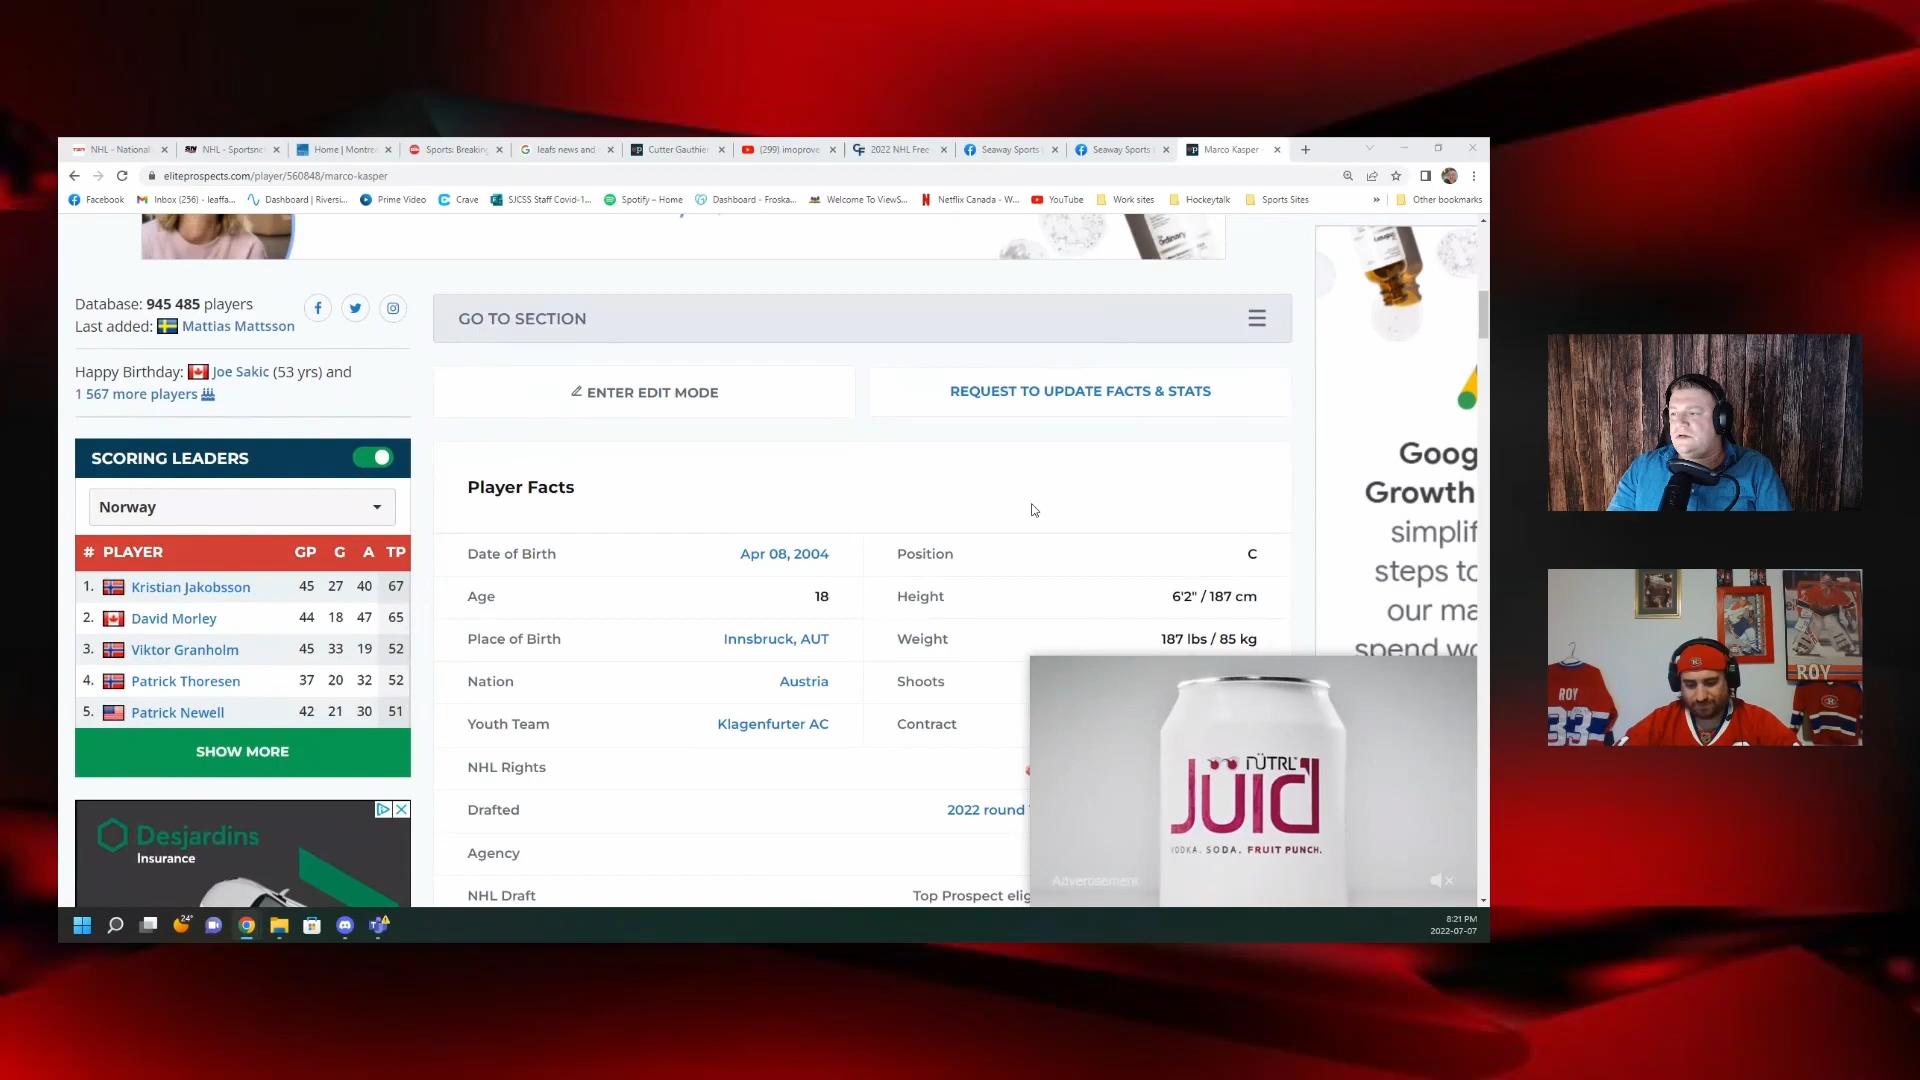 NHL - National
NHL - Sportsne
Home | Montre
Sports: Breaking
leafs news and
Cutter Gauthier
(299) imoprove
2022 NHL Free
Seaway Sports
Seaway Sports
Marco Kasper
eliteprospects.com/player/560848/marco-kasper
Facebook
Inbox (256) - leaffa...
Dashboard | Riversi...
Prime Video
Crave
SJCSS Staff Covid-1...
Spotify – Home
Dashboard - Froska...
Welcome To ViewS...
Netflix Canada - W...
YouTube
Work sites
Hockeytalk
Sports Sites
Other bookmarks
Ordinary
Database: 945 485 players
Last added: Mattias Mattsson
Happy Birthday: Joe Sakic (53 yrs) and
1 567 more players
SCORING LEADERS
Norway
# PLAYER GP G A TP
1. Kristian Jakobsson 45 27 40 67
2. David Morley 44 18 47 65
3. Viktor Granholm 45 33 19 52
4. Patrick Thoresen 37 20 32 52
5. Patrick Newell 42 21 30 51
SHOW MORE
Desjardins
Insurance
GO TO SECTION
ENTER EDIT MODE
REQUEST TO UPDATE FACTS & STATS
Player Facts
Date of Birth Apr 08, 2004 Position C
Age 18 Height 6'2" / 187 cm
Place of Birth Innsbruck, AUT Weight 187 lbs / 85 kg
Nation Austria Shoots
Youth Team Klagenfurter AC Contract
NHL Rights
Drafted 2022 round
Agency
NHL Draft Top Prospect elig
Goog
Growth
simplif
steps to
our ma
spend wo
NÜTRL
Jüid
VODKA. SODA. FRUIT PUNCH.
Advertisement
24°
8:21 PM
2022-07-07
ROY
33
ROY